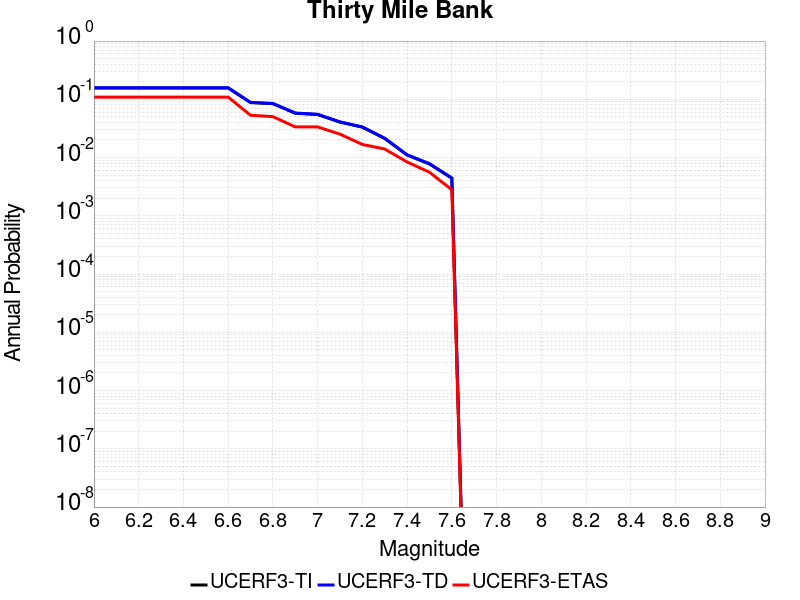 Thirty Mile Bank
10^0
10^-1
10^-2
10^-3
10^-4
10^-5
10^-6
10^-7
10^-8
Annual Probability
6 6.2 6.4 6.6 6.8 7 7.2 7.4 7.6 7.8 8 8.2 8.4 8.6 8.8 9
Magnitude
UCERF3-TI UCERF3-TD UCERF3-ETAS